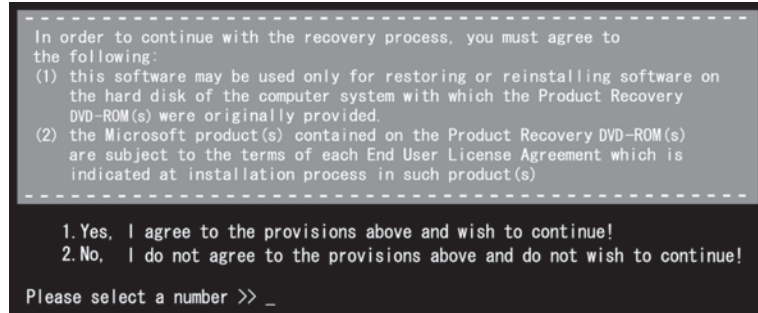 In order to continue with the recovery process, you must agree to
the following:
(1) this software may be used only for restoring or reinstalling software on
the hard disk of the computer system with which the Product Recovery
DVD-ROM(s) were originally provided.
(2) the Microsoft product(s) contained on the Product Recovery DVD-ROM(s)
are subject to the terms of each End User License Agreement which is
indicated at installation process in such product(s)
1. Yes, I agree to the provisions above and wish to continue!
2. No, I do not agree to the provisions above and do not wish to continue!
Please select a number >> _